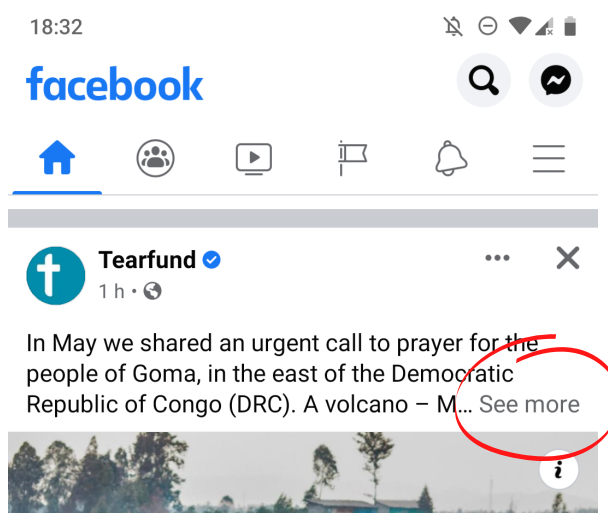 18:32
facebook
Tearfund
1 h ·
In May we shared an urgent call to prayer for the
people of Goma, in the east of the Democratic
Republic of Congo (DRC). A volcano – M... See more
i